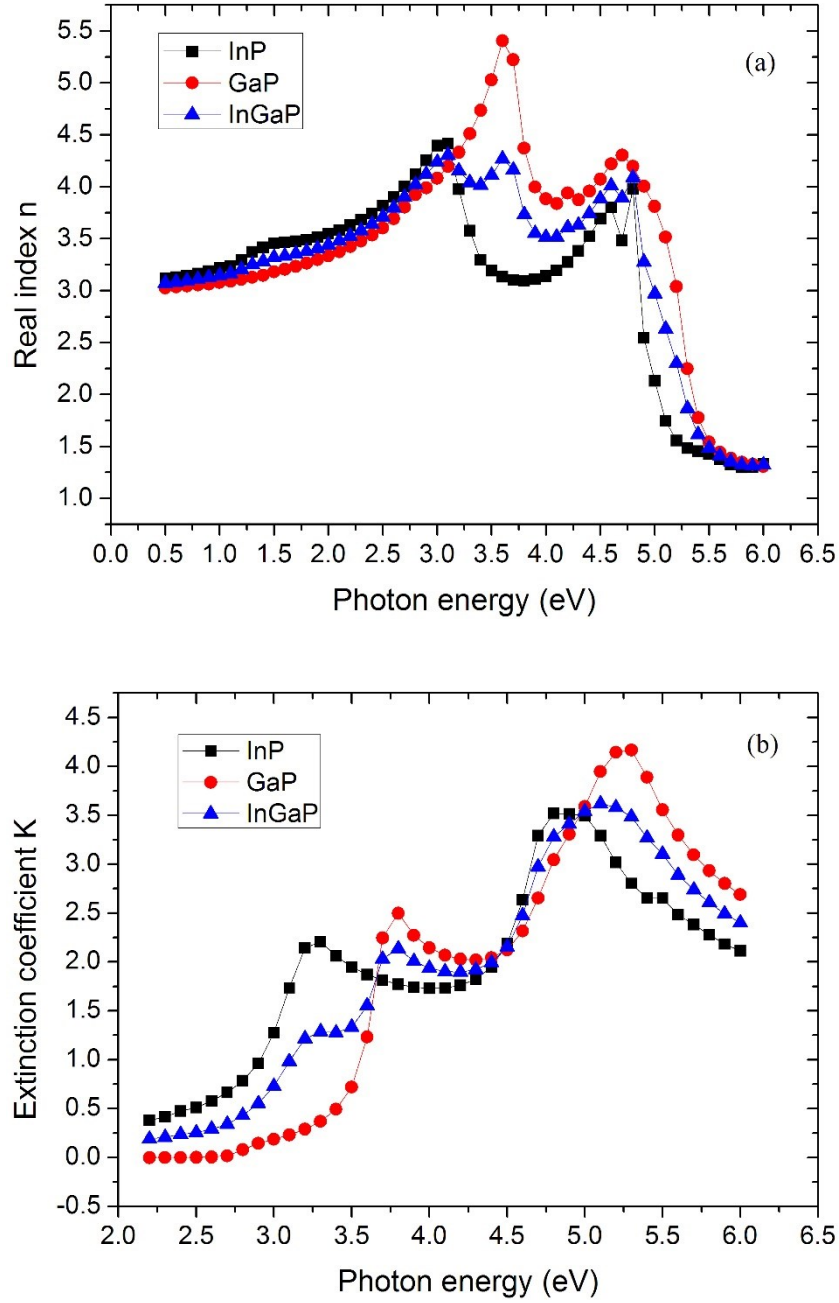 (a)
InP
GaP
InGaP
5.5
5.0
4.5
4.0
3.5
3.0
2.5
2.0
1.5
1.0
Real index n
0.0 0.5 1.0 1.5 2.0 2.5 3.0 3.5 4.0 4.5 5.0 5.5 6.0 6.5
Photon energy (eV)
(b)
InP
GaP
InGaP
4.5
4.0
3.5
3.0
2.5
2.0
1.5
1.0
0.5
0.0
-0.5
Extinction coefficient K
2.0 2.5 3.0 3.5 4.0 4.5 5.0 5.5 6.0 6.5
Photon energy (eV)